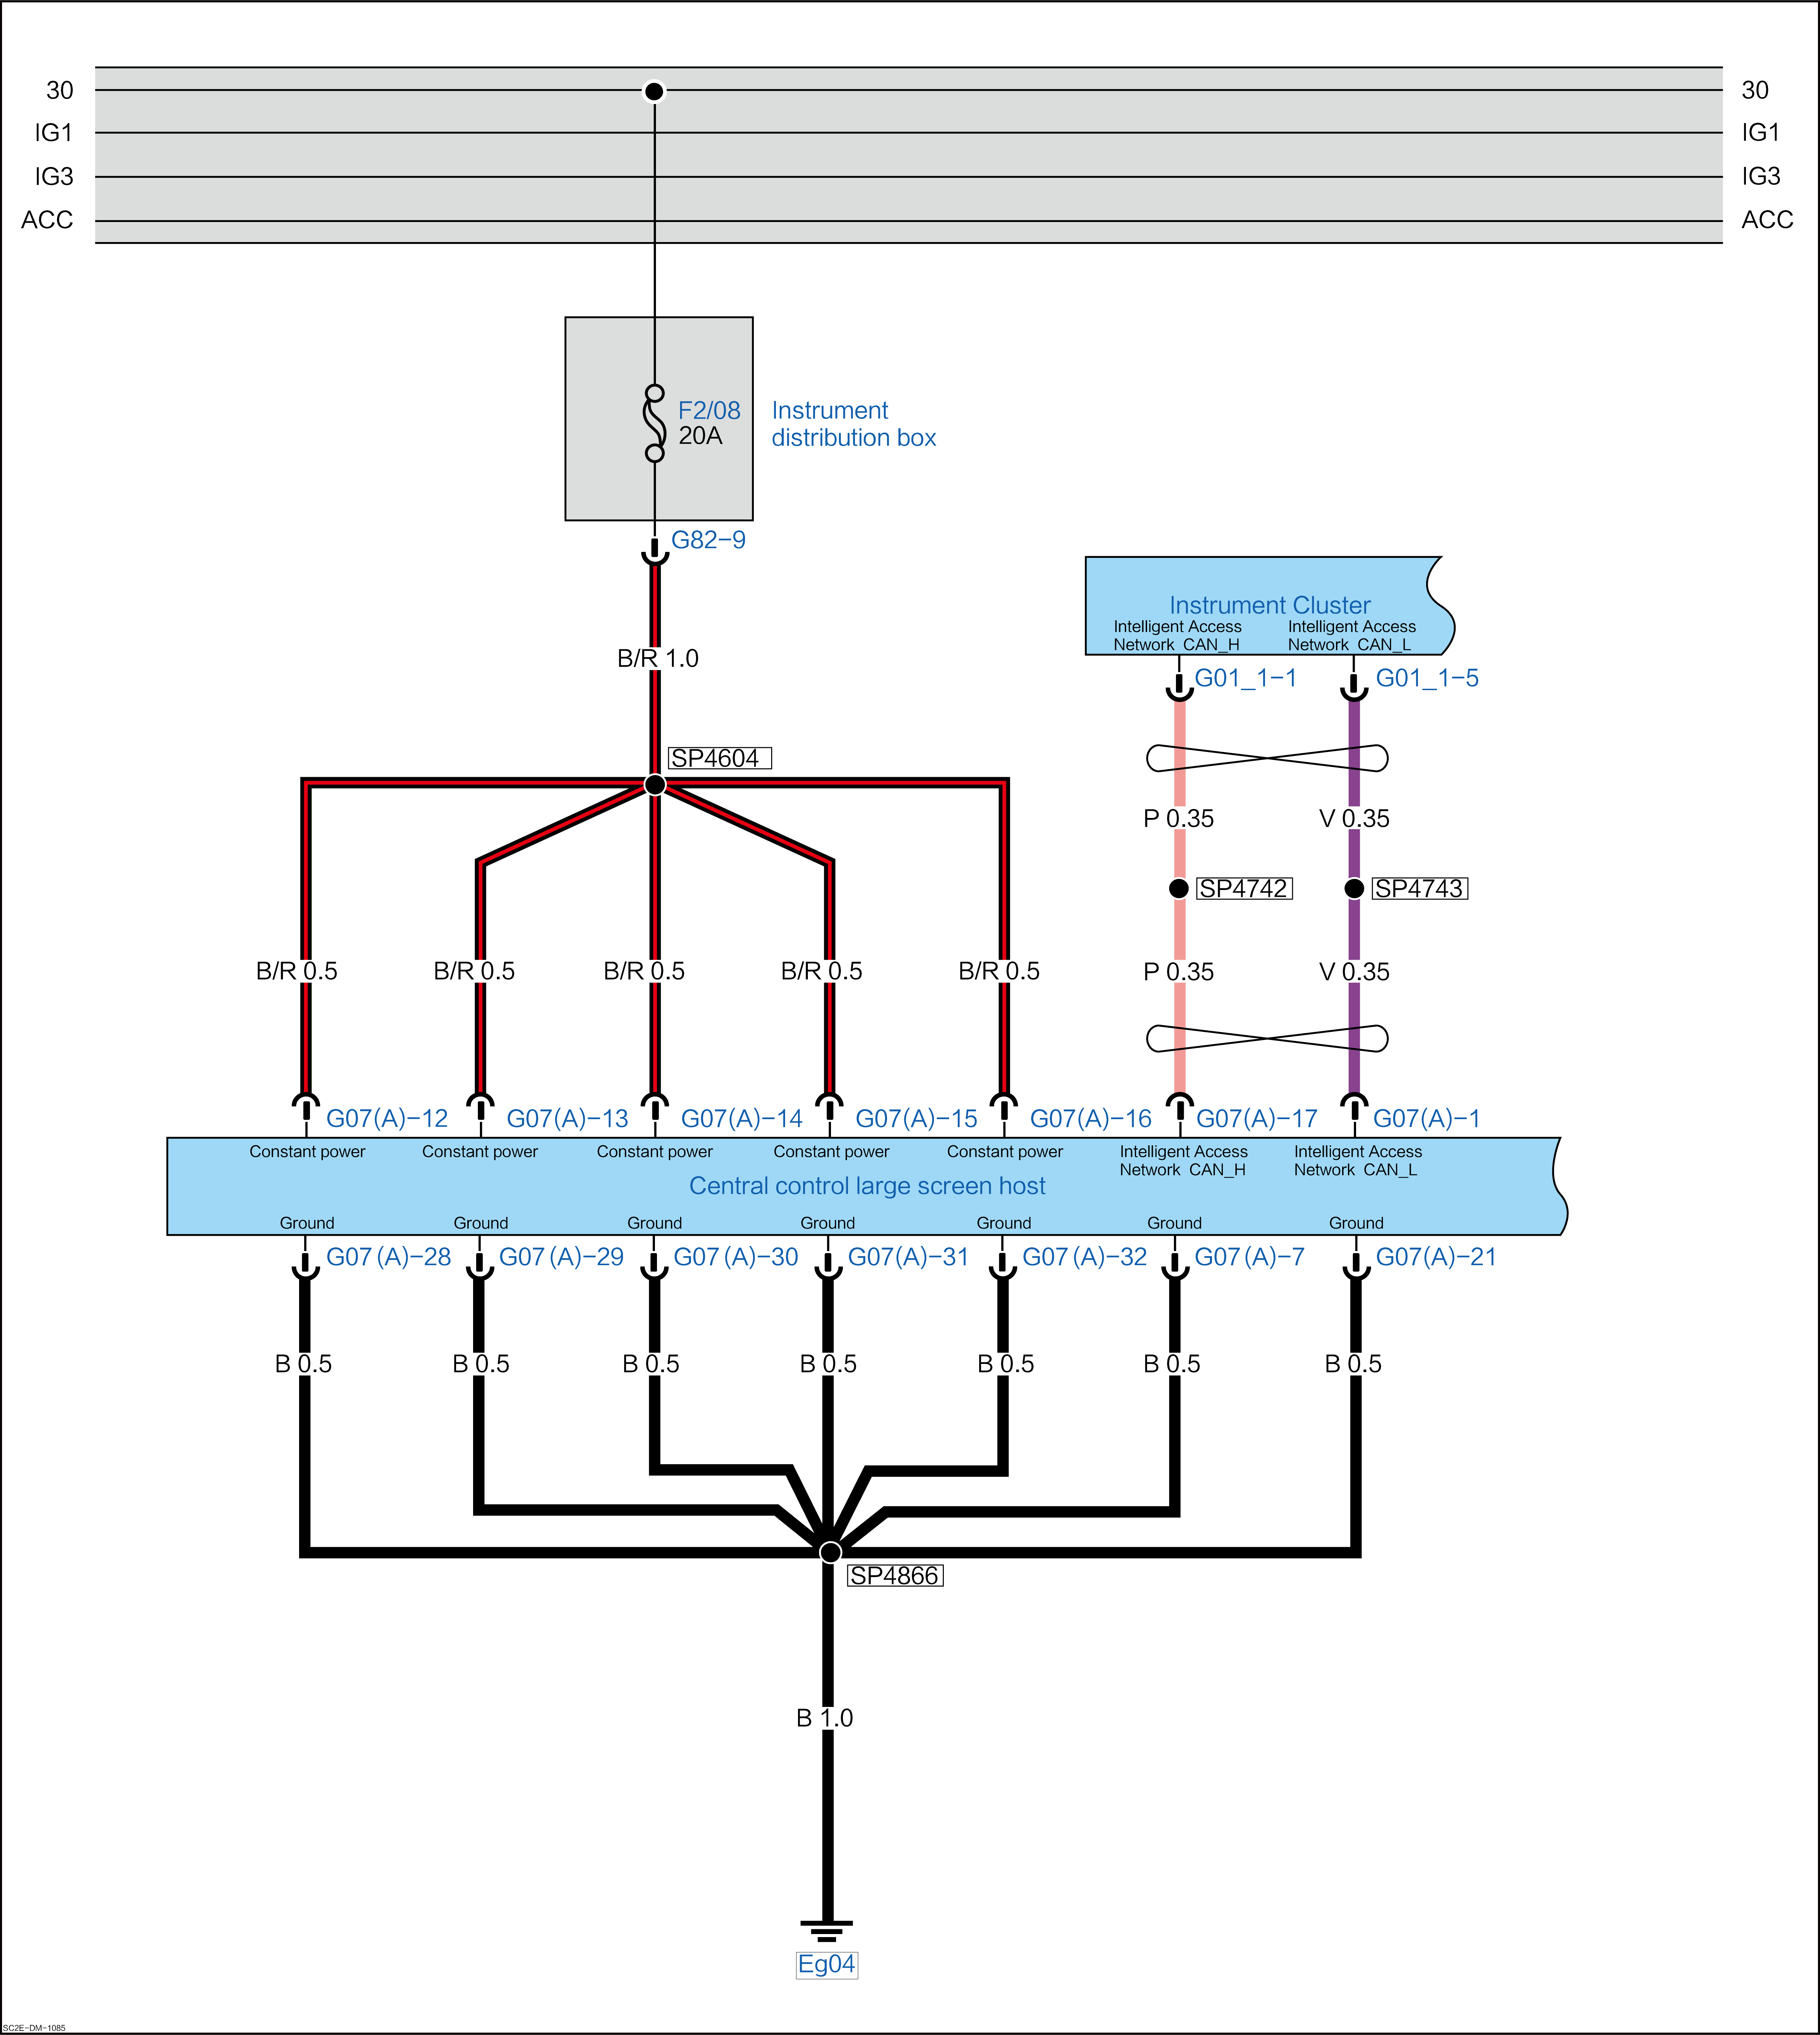 30
30
IG1
IG1
IG3
IG3
ACC
ACC
F2/08
20A
Instrument
distribution box
G82-9
B/R 1.0
Instrument Cluster
Intelligent Access
Network CAN_H
Intelligent Access
Network CAN_L
G01_1-1
G01_1-5
SP4604
P 0.35
V 0.35
SP4742
SP4743
B/R 0.5
B/R 0.5
B/R 0.5
B/R 0.5
B/R 0.5
P 0.35
V 0.35
G07(A)-12
G07(A)-13
G07(A)-14
G07(A)-15
G07(A)-16
G07(A)-17
G07(A)-1
Constant power
Constant power
Constant power
Constant power
Constant power
Intelligent Access
Network CAN_H
Intelligent Access
Network CAN_L
Central control large screen host
Ground
Ground
Ground
Ground
Ground
Ground
Ground
G07(A)-28
G07(A)-29
G07(A)-30
G07(A)-31
G07(A)-32
G07(A)-7
G07(A)-21
B 0.5
B 0.5
B 0.5
B 0.5
B 0.5
B 0.5
B 0.5
SP4866
B 1.0
Eg04
SC2E-DM-1085